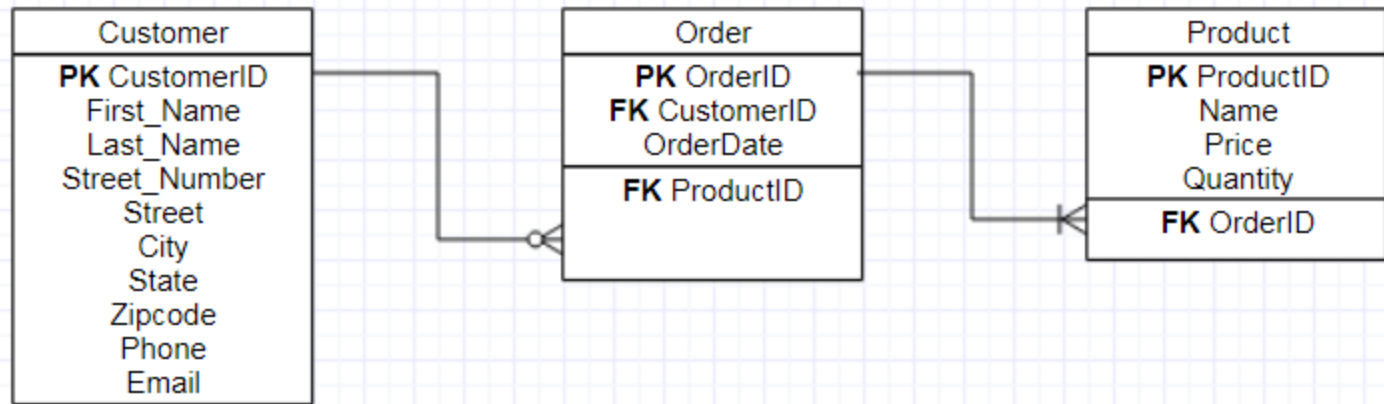 Customer
PK CustomerID
First_Name
Last_Name
Street_Number
Street
City
State
Zipcode
Phone
Email
Order
PK OrderID
FK CustomerID
OrderDate
FK ProductID
Product
PK ProductID
Name
Price
Quantity
FK OrderID